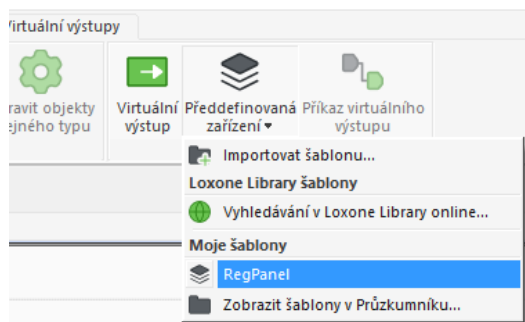 Virtuální výstupy
ravit objekty
ejného typu
Virtuální
výstup
Předdefinovaná
zařízení
Příkaz virtuálního
výstupu
Importovat šablonu...
Loxone Library šablony
Vyhledávání v Loxone Library online...
Moje šablony
RegPanel
Zobrazit šablony v Průzkumníku...